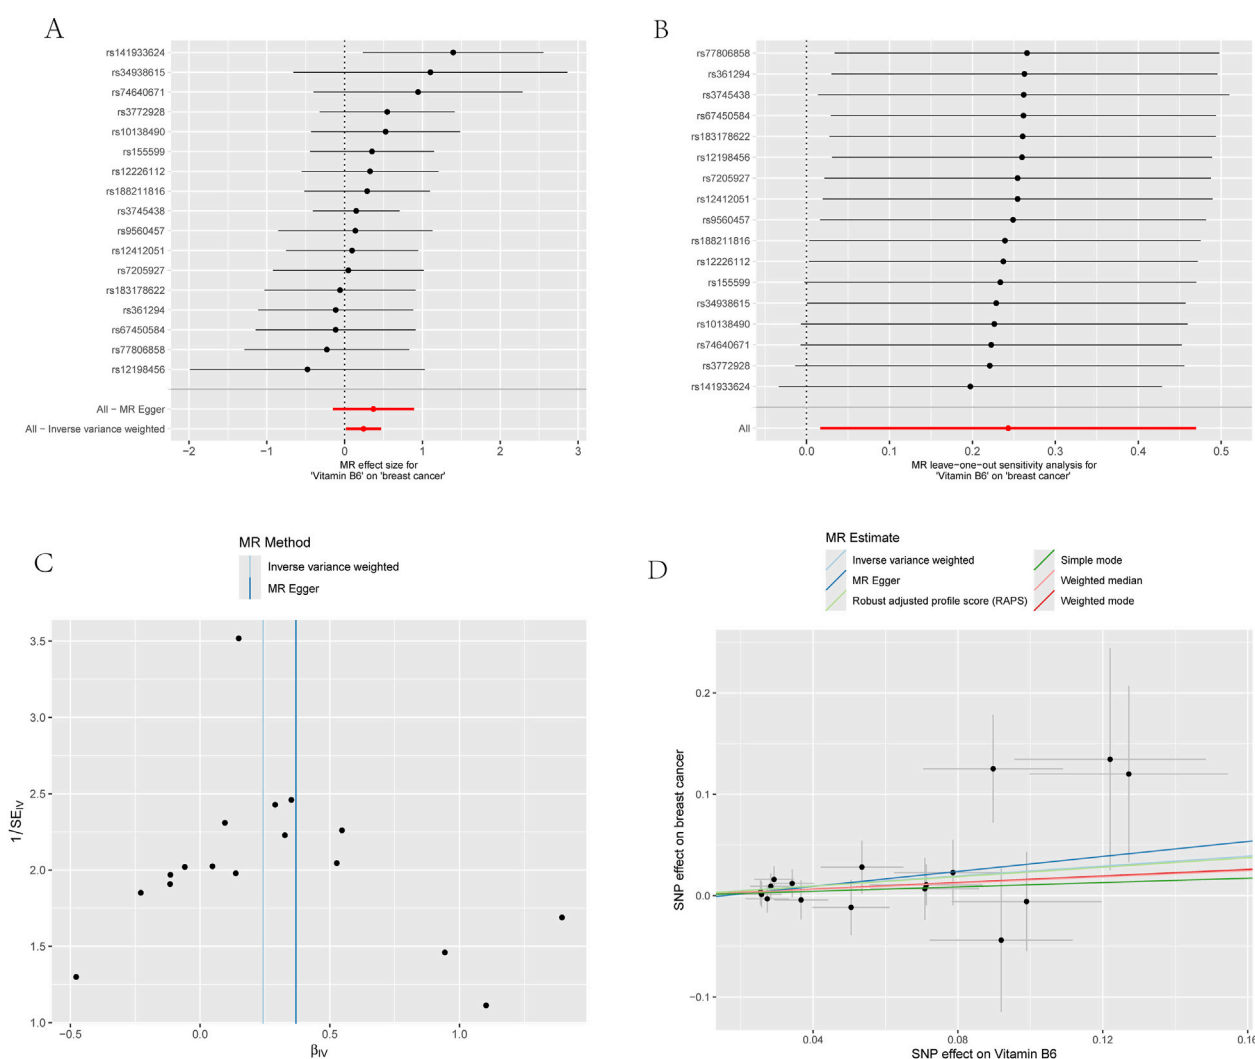 A
rs141933624
rs34938615
rs74640671
rs3772928
rs10138490
rs155599
rs12226112
rs188211816
rs3745438
rs9560457
rs12412051
rs7205927
rs183178622
rs361294
rs67450584
rs77806858
rs12198456
All − MR Egger
All − Inverse variance weighted
−2 −1 0 1 2 3
MR effect size for
'Vitamin B6' on 'breast cancer'
B
rs77806858
rs361294
rs3745438
rs67450584
rs183178622
rs12198456
rs7205927
rs12412051
rs9560457
rs188211816
rs12226112
rs155599
rs34938615
rs10138490
rs74640671
rs3772928
rs141933624
All
0.0 0.1 0.2 0.3 0.4 0.5
MR leave−one−out sensitivity analysis for
'Vitamin B6' on 'breast cancer'
C
MR Method
Inverse variance weighted
MR Egger
3.5
3.0
2.5
2.0
1.5
1.0
1/SE_IV
−0.5 0.0 0.5 1.0
β_IV
D
MR Estimate
Inverse variance weighted
MR Egger
Robust adjusted profile score (RAPS)
Simple mode
Weighted median
Weighted mode
0.2
0.1
0.0
−0.1
SNP effect on breast cancer
0.04 0.08 0.12 0.16
SNP effect on Vitamin B6